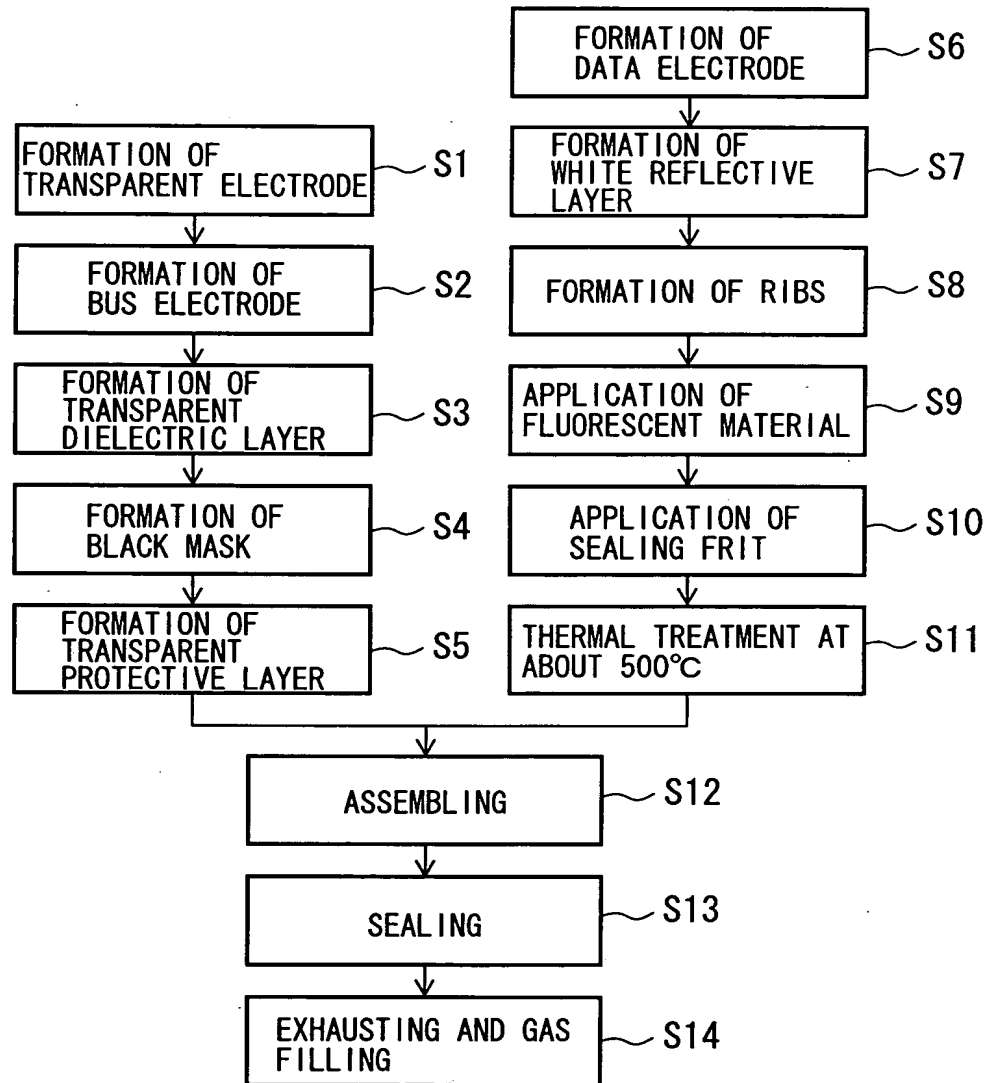 FORMATION OF
TRANSPARENT ELECTRODE
S1
FORMATION OF
BUS ELECTRODE
S2
FORMATION OF
TRANSPARENT
DIELECTRIC LAYER
S3
FORMATION OF
BLACK MASK
S4
FORMATION OF
TRANSPARENT
PROTECTIVE LAYER
S5
FORMATION OF
DATA ELECTRODE
S6
FORMATION OF
WHITE REFLECTIVE
LAYER
S7
FORMATION OF RIBS
S8
APPLICATION OF
FLUORESCENT MATERIAL
S9
APPLICATION OF
SEALING FRIT
S10
THERMAL TREATMENT AT
ABOUT 500℃
S11
ASSEMBLING
S12
SEALING
S13
EXHAUSTING AND GAS
FILLING
S14